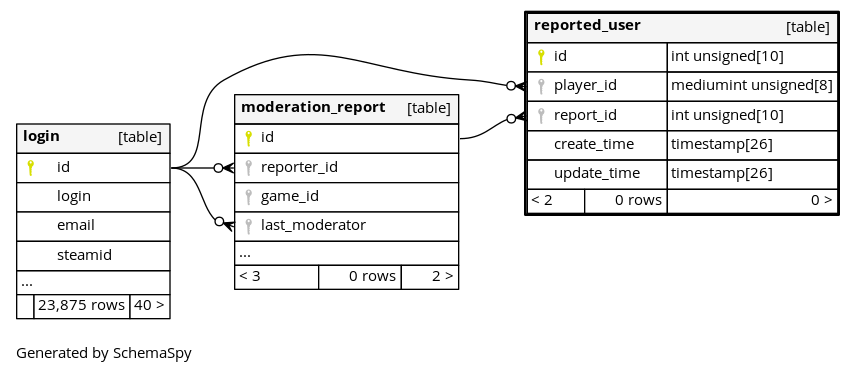 reported_user [table]
id int unsigned[10]
player_id mediumint unsigned[8]
report_id int unsigned[10]
create_time timestamp[26]
update_time timestamp[26]
< 2 0 rows 0 >
moderation_report [table]
id
reporter_id
game_id
last_moderator
...
< 3 0 rows 2 >
login [table]
id
login
email
steamid
...
23,875 rows 40 >
Generated by SchemaSpy